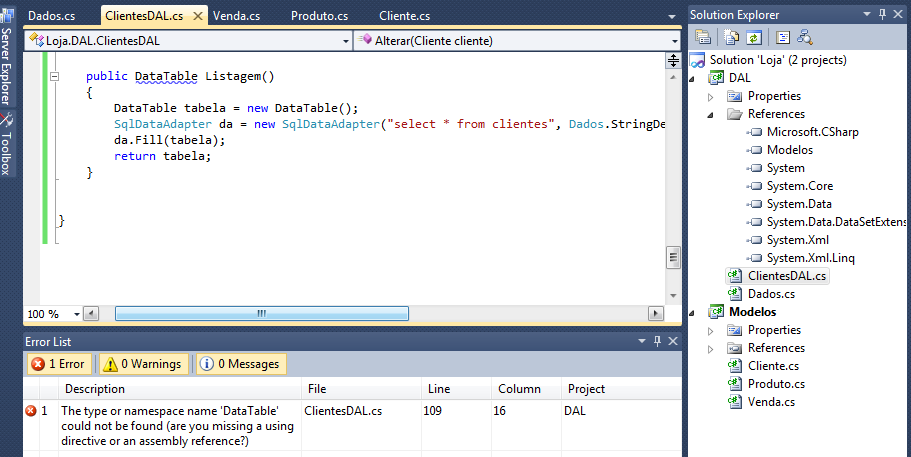 Dados.cs ClientesDAL.cs Venda.cs Produto.cs Cliente.cs
Loja.DAL.ClientesDAL Alterar(Cliente cliente)
public DataTable Listagem()
{
DataTable tabela = new DataTable();
SqlDataAdapter da = new SqlDataAdapter("select * from clientes", Dados.StringDe
da.Fill(tabela);
return tabela;
}
}
100 %
Server Explorer
Toolbox
Error List
1 Error 0 Warnings 0 Messages
Description File Line Column Project
1 The type or namespace name 'DataTable' ClientesDAL.cs 109 16 DAL
could not be found (are you missing a using
directive or an assembly reference?)
Solution Explorer
Solution 'Loja' (2 projects)
DAL
Properties
References
Microsoft.CSharp
Modelos
System
System.Core
System.Data
System.Data.DataSetExtens
System.Xml
System.Xml.Linq
ClientesDAL.cs
Dados.cs
Modelos
Properties
References
Cliente.cs
Produto.cs
Venda.cs